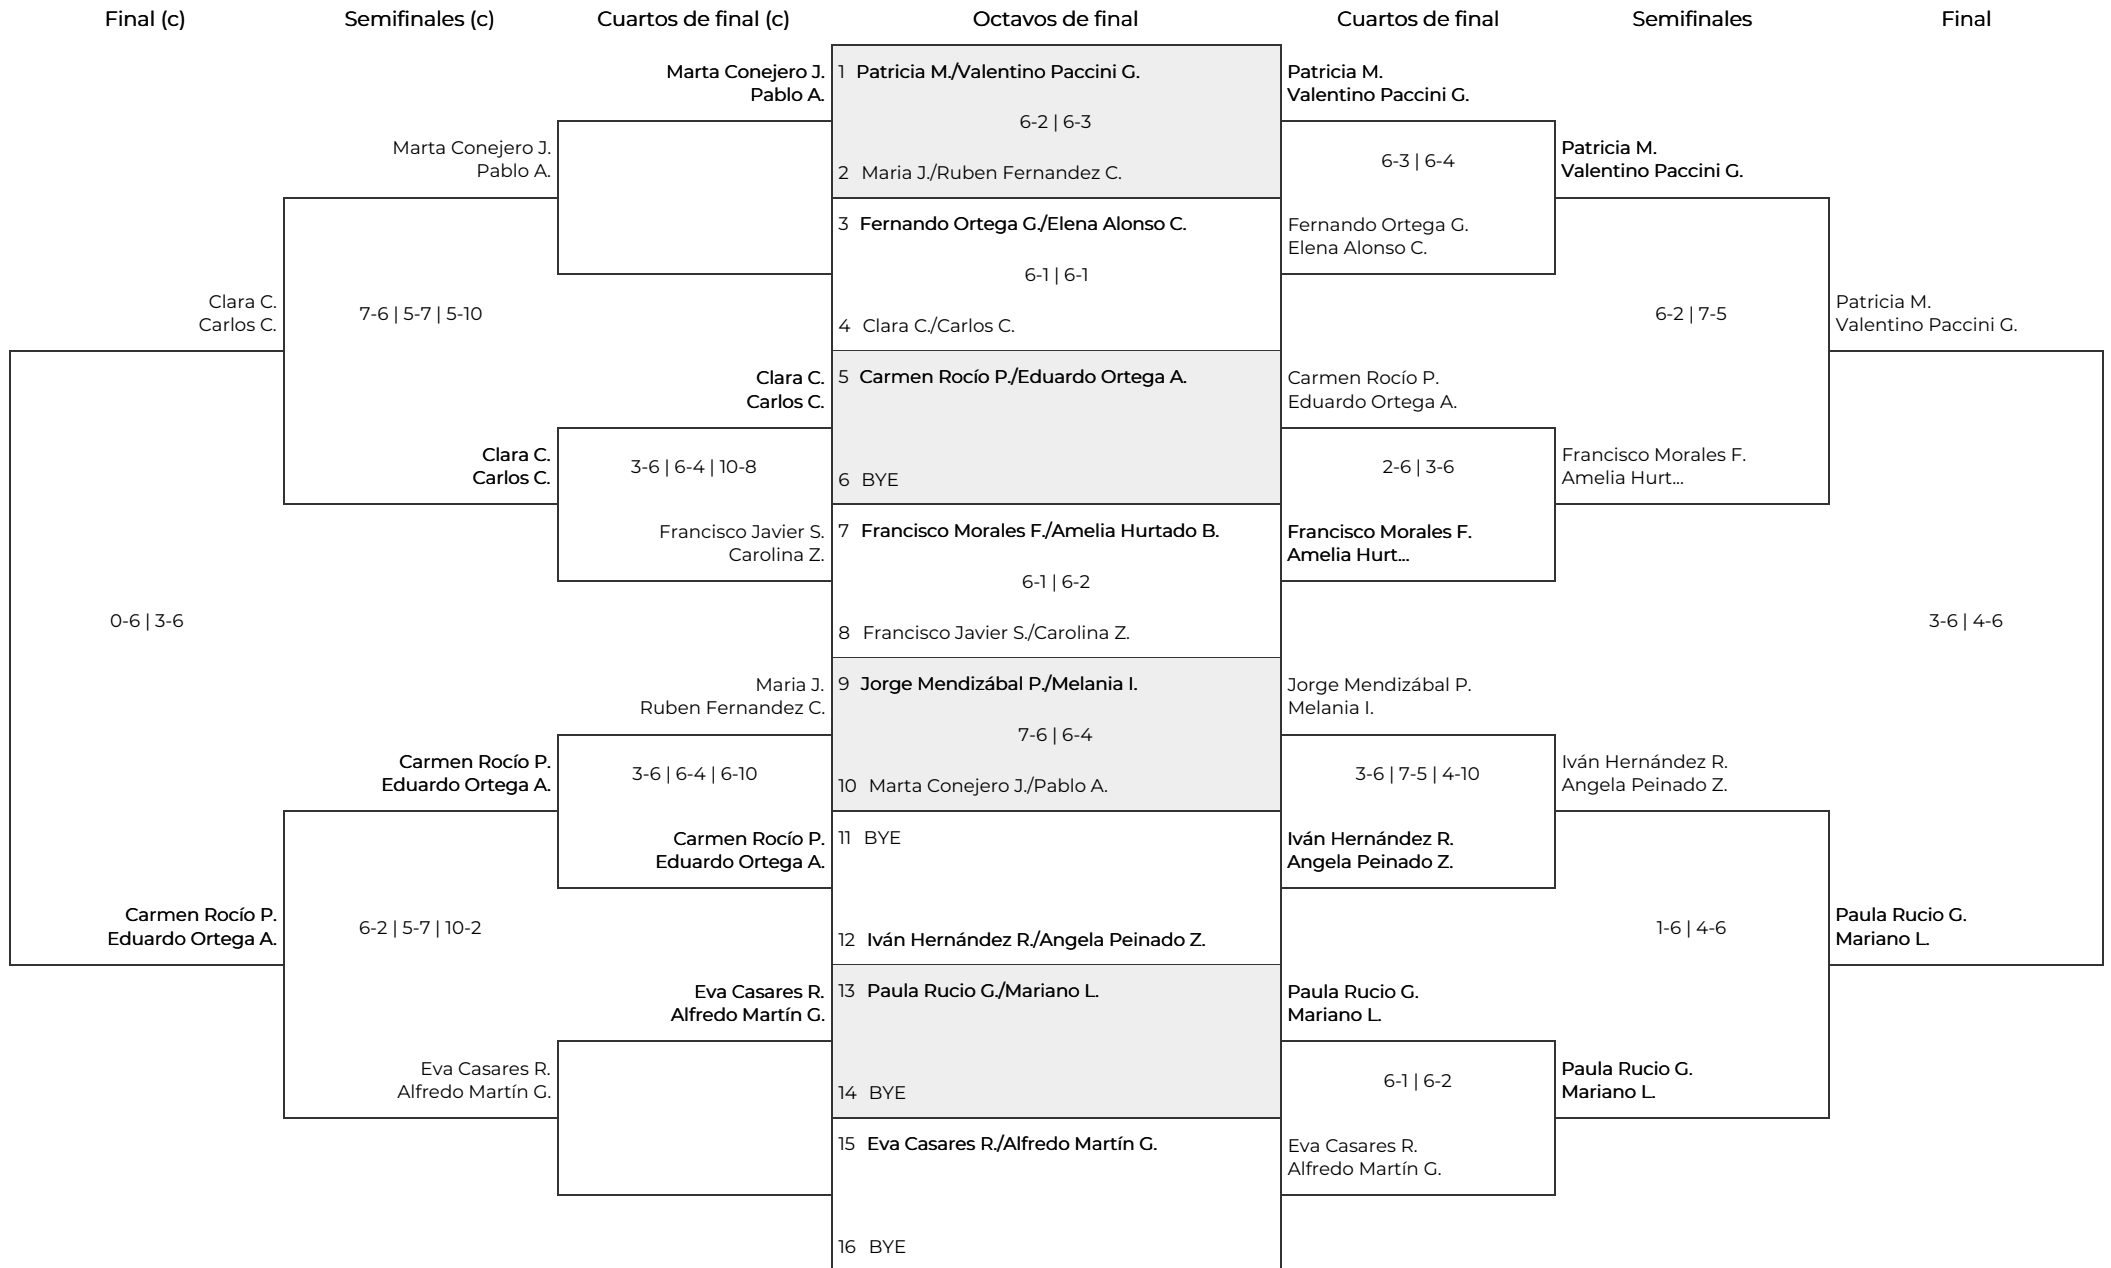 Final (c)
Semifinales (c)
Cuartos de final (c)
Octavos de final
Cuartos de final
Semifinales
Final
Clara C.
Carlos C.
0-6 | 3-6
Carmen Rocío P.
Eduardo Ortega A.
Marta Conejero J.
Pablo A.
7-6 | 5-7 | 5-10
Clara C.
Carlos C.
Carmen Rocío P.
Eduardo Ortega A.
6-2 | 5-7 | 10-2
Eva Casares R.
Alfredo Martín G.
Marta Conejero J.
Pablo A.
Clara C.
Carlos C.
3-6 | 6-4 | 10-8
Francisco Javier S.
Carolina Z.
Maria J.
Ruben Fernandez C.
3-6 | 6-4 | 6-10
Carmen Rocío P.
Eduardo Ortega A.
Eva Casares R.
Alfredo Martín G.
1 Patricia M./Valentino Paccini G.
6-2 | 6-3
2 Maria J./Ruben Fernandez C.
3 Fernando Ortega G./Elena Alonso C.
6-1 | 6-1
4 Clara C./Carlos C.
5 Carmen Rocío P./Eduardo Ortega A.
6 BYE
7 Francisco Morales F./Amelia Hurtado B.
6-1 | 6-2
8 Francisco Javier S./Carolina Z.
9 Jorge Mendizábal P./Melania I.
7-6 | 6-4
10 Marta Conejero J./Pablo A.
11 BYE
12 Iván Hernández R./Angela Peinado Z.
13 Paula Rucio G./Mariano L.
14 BYE
15 Eva Casares R./Alfredo Martín G.
16 BYE
Patricia M.
Valentino Paccini G.
6-3 | 6-4
Fernando Ortega G.
Elena Alonso C.
Carmen Rocío P.
Eduardo Ortega A.
2-6 | 3-6
Francisco Morales F.
Amelia Hurt...
Jorge Mendizábal P.
Melania I.
3-6 | 7-5 | 4-10
Iván Hernández R.
Angela Peinado Z.
Paula Rucio G.
Mariano L.
6-1 | 6-2
Eva Casares R.
Alfredo Martín G.
Patricia M.
Valentino Paccini G.
6-2 | 7-5
Francisco Morales F.
Amelia Hurt...
Iván Hernández R.
Angela Peinado Z.
1-6 | 4-6
Paula Rucio G.
Mariano L.
Patricia M.
Valentino Paccini G.
3-6 | 4-6
Paula Rucio G.
Mariano L.